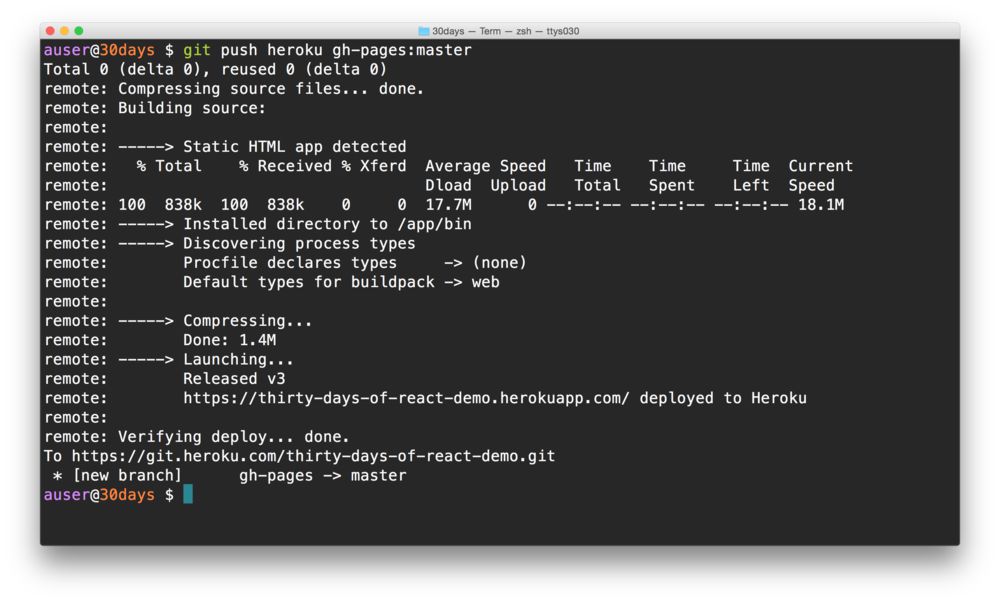 30days — Term — zsh — ttys030
auser@30days $ git push heroku gh-pages:master
Total 0 (delta 0), reused 0 (delta 0)
remote: Compressing source files... done.
remote: Building source:
remote:
remote: -----> Static HTML app detected
remote:   % Total    % Received % Xferd  Average Speed   Time    Time     Time  Current
remote:                                  Dload  Upload   Total   Spent    Left  Speed
remote: 100  838k  100  838k    0     0  17.7M      0 --:--:-- --:--:-- --:--:-- 18.1M
remote: -----> Installed directory to /app/bin
remote: -----> Discovering process types
remote:        Procfile declares types     -> (none)
remote:        Default types for buildpack -> web
remote:
remote: -----> Compressing...
remote:        Done: 1.4M
remote: -----> Launching...
remote:        Released v3
remote:        https://thirty-days-of-react-demo.herokuapp.com/ deployed to Heroku
remote:
remote: Verifying deploy... done.
To https://git.heroku.com/thirty-days-of-react-demo.git
 * [new branch]      gh-pages -> master
auser@30days $